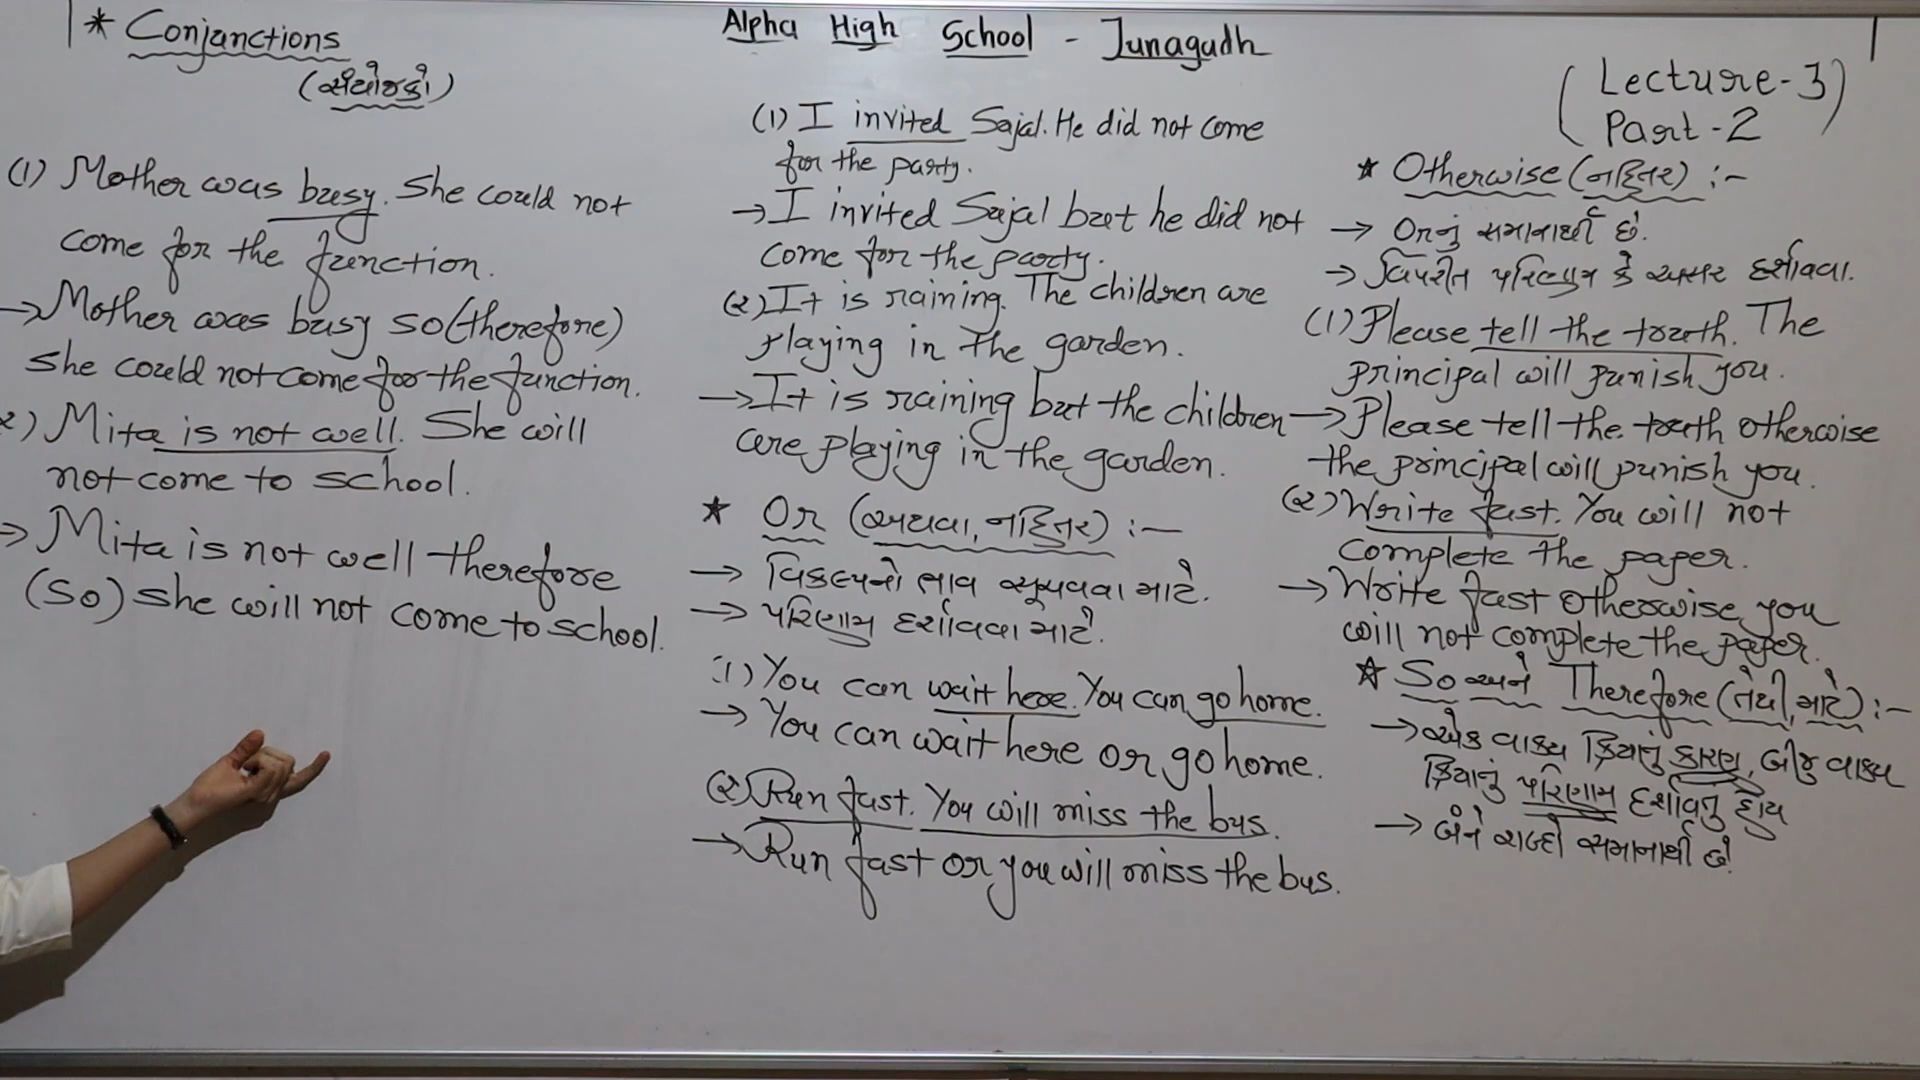 Alpha High School - Junagadh
* Conjanctions
(સંયોજકો)
(Lecture-3
Part-2)
(1) Mother was busy. She could not
come for the function.
→ Mother was busy so (therefore)
she could not come for the function.
૨) Mita is not well. She will
not come to school.
→ Mita is not well therefore
(so) she will not come to school.
(1) I invited Sajal. He did not come
for the party.
→ I invited Sajal but he did not
come for the party.
(૨) It is raining. The children are
playing in the garden.
→ It is raining but the children
are playing in the garden.
* Or (અથવા, નહિતર) :-
→ વિકલ્પનો ભાવ સૂચવવા માટે.
→ પરિણામ દર્શાવવા માટે.
(1) You can wait here. You can go home.
→ You can wait here or go home.
(૨) Run fast. You will miss the bus.
→ Run fast or you will miss the bus.
* Otherwise (નહિતર) :-
→ Orનું સમાનાર્થી છે.
→ વિપરીત પરિણામ કે અસર દર્શાવવા.
(1) Please tell the truth. The
principal will punish you.
→ Please tell the truth otherwise
the principal will punish you.
(૨) Write fast. You will not
complete the paper.
→ Write fast otherwise you
will not complete the paper.
* So અને Therefore (તેથી, માટે) :-
→ એક વાક્ય ક્રિયાનું કારણ, બીજુ વાક્ય
ક્રિયાનું પરિણામ દર્શાવતુ હોય
→ બંને શબ્દો સમાનાર્થી છે.